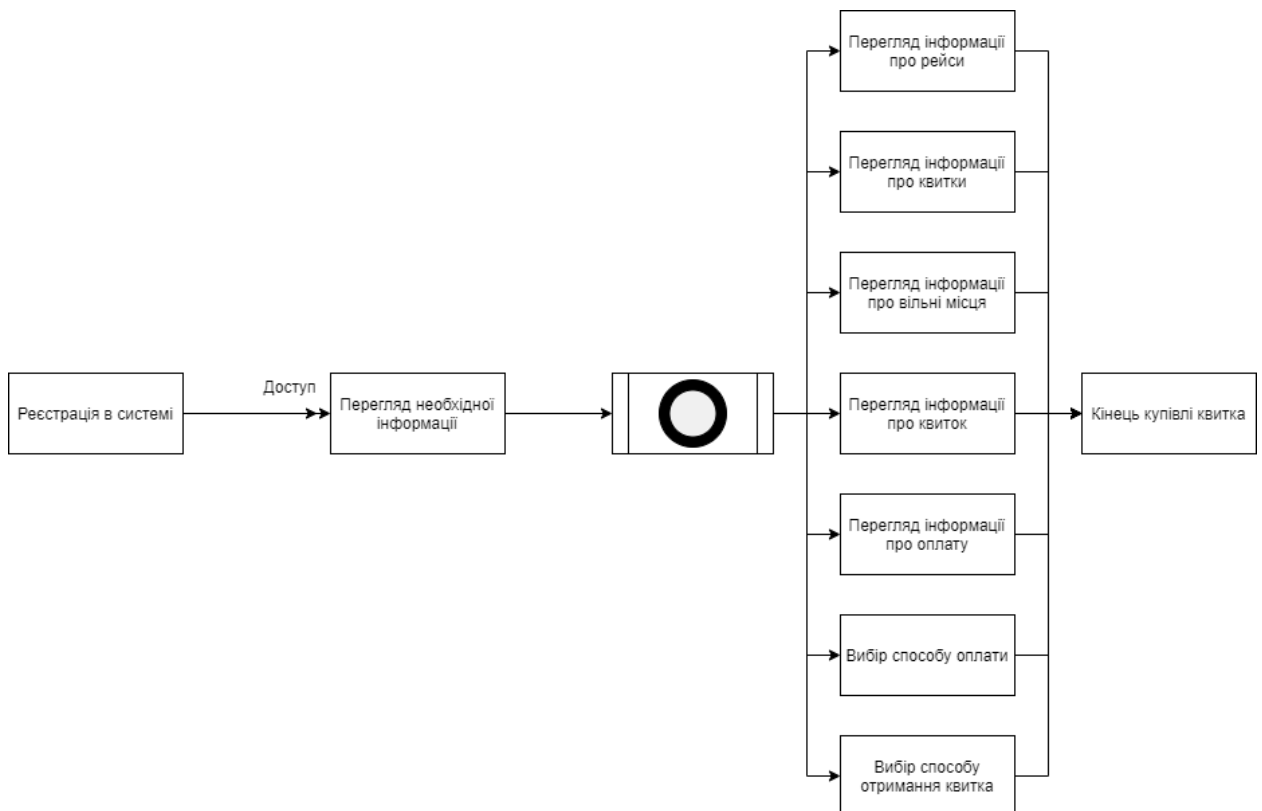 Перегляд інформації
про рейси
Перегляд інформації
про квитки
Перегляд інформації
про вільні місця
Реєстрація в системі
Доступ
Перегляд необхідної
інформації
Перегляд інформації
про квиток
Кінець купівлі квитка
Перегляд інформації
про оплату
Вибір способу оплати
Вибір способу
отримання квитка